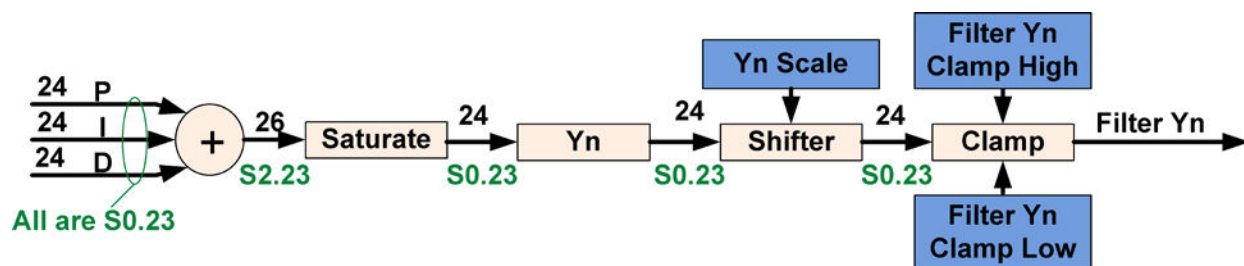 24 P
24 I
24 D
All are S0.23
+
26
S2.23
Saturate
24
S0.23
Yn
24
S0.23
Yn Scale
Shifter
24
S0.23
Filter Yn
Clamp High
Clamp
Filter Yn
Clamp Low
Filter Yn